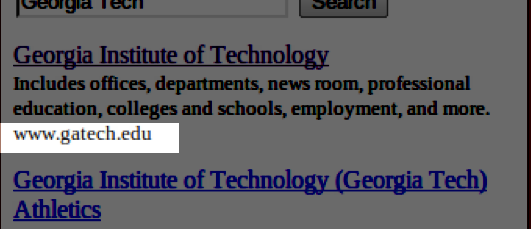 Georgia Tech
Search
Georgia Institute of Technology
Includes offices, departments, news room, professional
education, colleges and schools, employment, and more.
www.gatech.edu
Georgia Institute of Technology (Georgia Tech)
Athletics